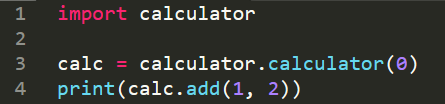 1 import calculator
2
3 calc = calculator.calculator(0)
4 print(calc.add(1, 2))